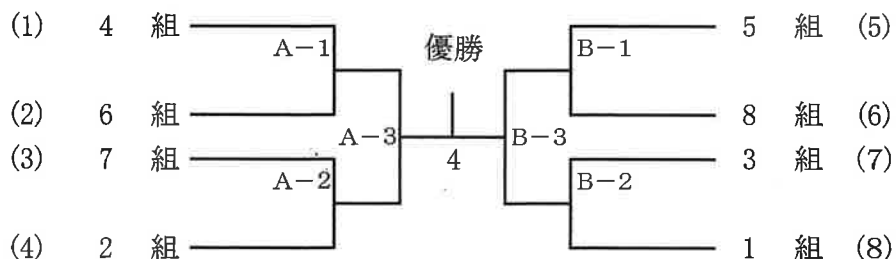 (1) 4 組 5 組 (5)
A-1 優勝 B-1
(2) 6 組 8 組 (6)
A-3 4 B-3
(3) 7 組 3 組 (7)
A-2 B-2
(4) 2 組 1 組 (8)